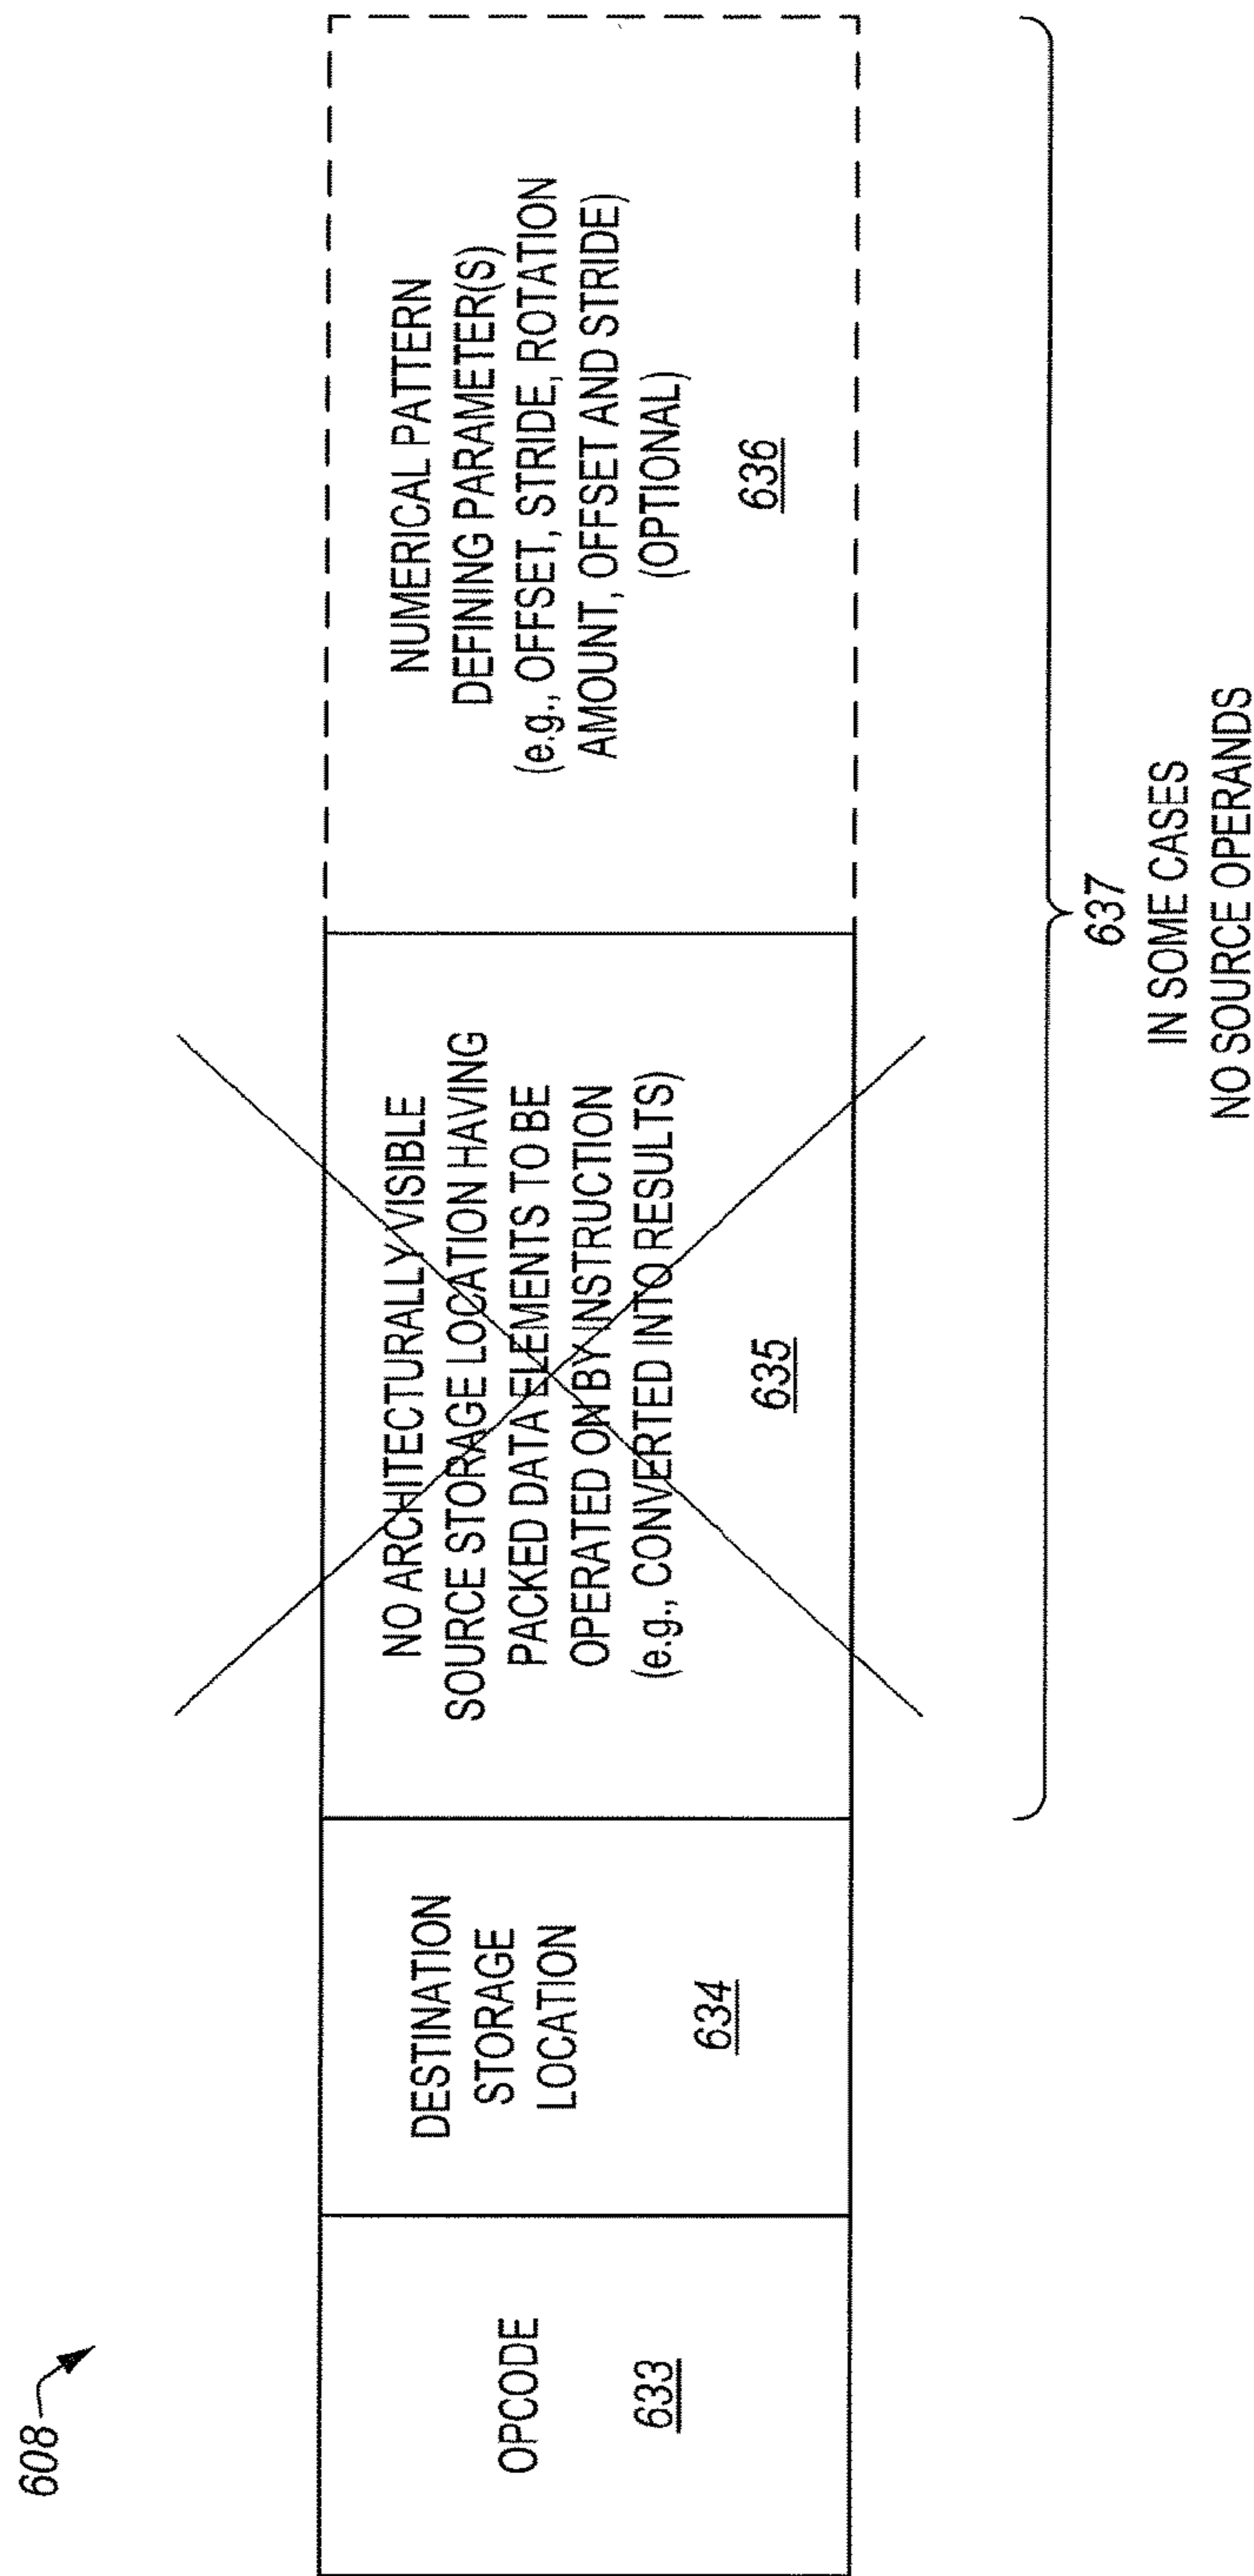 608
OPCODE
633
DESTINATION
STORAGE
LOCATION
634
NO ARCHITECTURALLY VISIBLE
SOURCE STORAGE LOCATION HAVING
PACKED DATA ELEMENTS TO BE
OPERATED ON BY INSTRUCTION
(e.g., CONVERTED INTO RESULTS)
635
NUMERICAL PATTERN
DEFINING PARAMETER(S)
(e.g., OFFSET, STRIDE, ROTATION
AMOUNT, OFFSET AND STRIDE)
(OPTIONAL)
636
637
IN SOME CASES
NO SOURCE OPERANDS